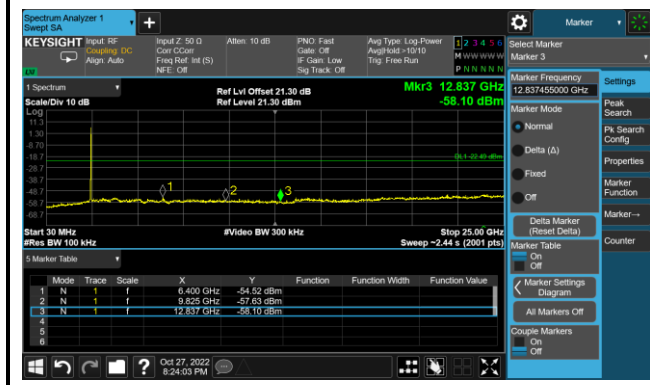 Spectrum Analyzer 1
Swept SA
Marker
KEYSIGHT Input: RF Input Z: 50 Ω Atten: 10 dB PNO: Fast Avg Type: Log-Power 1 2 3 4 5 6
Coupling: DC Corr CCorr Gate: Off Avg|Hold:>10/10 M W W W W W
Align: Auto Freq Ref: Int (S) IF Gain: Low Trig: Free Run
NFE: Off Sig Track: Off P N N N N N
1 Spectrum
Ref Lvl Offset 21.30 dB
Mkr3 12.837 GHz
Scale/Div 10 dB Ref Level 21.30 dBm -58.10 dBm
Log
11.3
1.30
-8.70
-18.7
DL1 -22.49 dBm
-28.7
-38.7
-48.7
-58.7
-68.7
1
2
3
Start 30 MHz #Video BW 300 kHz Stop 25.00 GHz
#Res BW 100 kHz Sweep ~2.44 s (2001 pts)
5 Marker Table
Mode Trace Scale X Y Function Function Width Function Value
1 N 1 f 6.400 GHz -54.52 dBm
2 N 1 f 9.825 GHz -57.63 dBm
3 N 1 f 12.837 GHz -58.10 dBm
4
5
6
Oct 27, 2022
8:24:03 PM
Select Marker
Marker 3
Marker Frequency
12.837455000 GHz
Marker Mode
Normal
Delta (Δ)
Fixed
Off
Delta Marker
(Reset Delta)
Marker Table
On
Off
Marker Settings
Diagram
All Markers Off
Couple Markers
On
Off
Settings
Peak
Search
Pk Search
Config
Properties
Marker
Function
Marker→
Counter